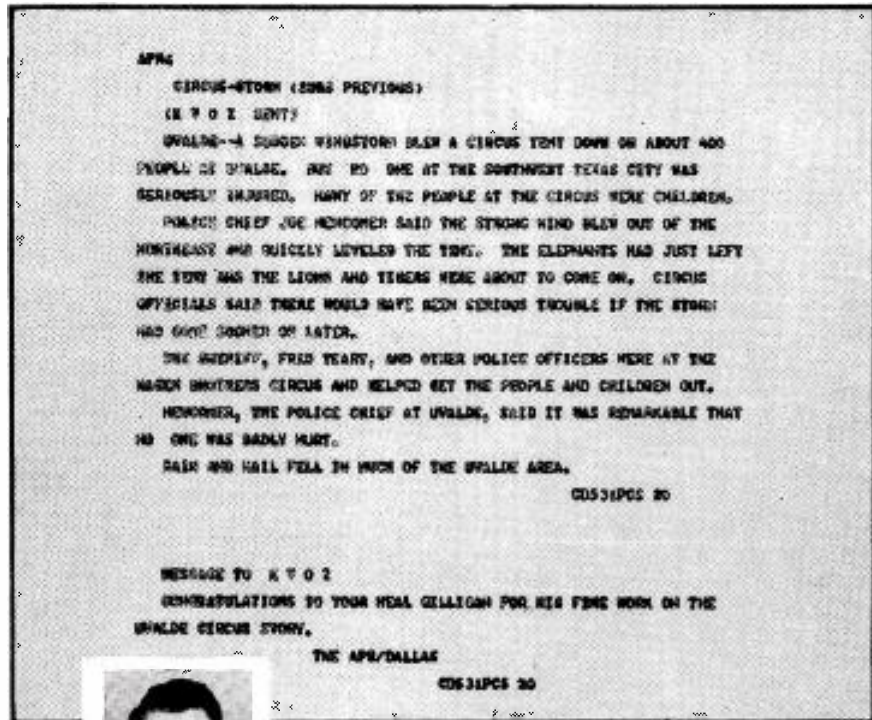 APR4
CIRCUS-STORM (SUBS PREVIOUS)
(K V O Z SENT)
UVALDE--A SUDDEN WINDSTORM BLEW A CIRCUS TENT DOWN ON ABOUT 400
PEOPLE AT UVALDE. BUT NO ONE AT THE SOUTHWEST TEXAS CITY WAS
SERIOUSLY INJURED. MANY OF THE PEOPLE AT THE CIRCUS WERE CHILDREN.
POLICE CHIEF JOE NEWCOMER SAID THE STRONG WIND BLEW OUT OF THE
NORTHEAST AND QUICKLY LEVELED THE TENT. THE ELEPHANTS HAD JUST LEFT
THE TENT AND THE LIONS AND TIGERS WERE ABOUT TO COME ON. CIRCUS
OFFICIALS SAID THERE WOULD HAVE BEEN SERIOUS TROUBLE IF THE STORM
HAD COME SOONER OR LATER.
THE SHERIFF, FRED TEARY, AND OTHER POLICE OFFICERS WERE AT THE
HAGEN BROTHERS CIRCUS AND HELPED GET THE PEOPLE AND CHILDREN OUT.
NEWCOMER, THE POLICE CHIEF AT UVALDE, SAID IT WAS REMARKABLE THAT
NO ONE WAS BADLY HURT.
RAIN AND HAIL FELL IN MUCH OF THE UVALDE AREA.
CD531PCS 20
MESSAGE TO K V O Z
CONGRATULATIONS TO YOUR NEAL GILLIGAN FOR HIS FINE WORK ON THE
UVALDE CIRCUS STORY.
THE APR/DALLAS
CD531PCS 20